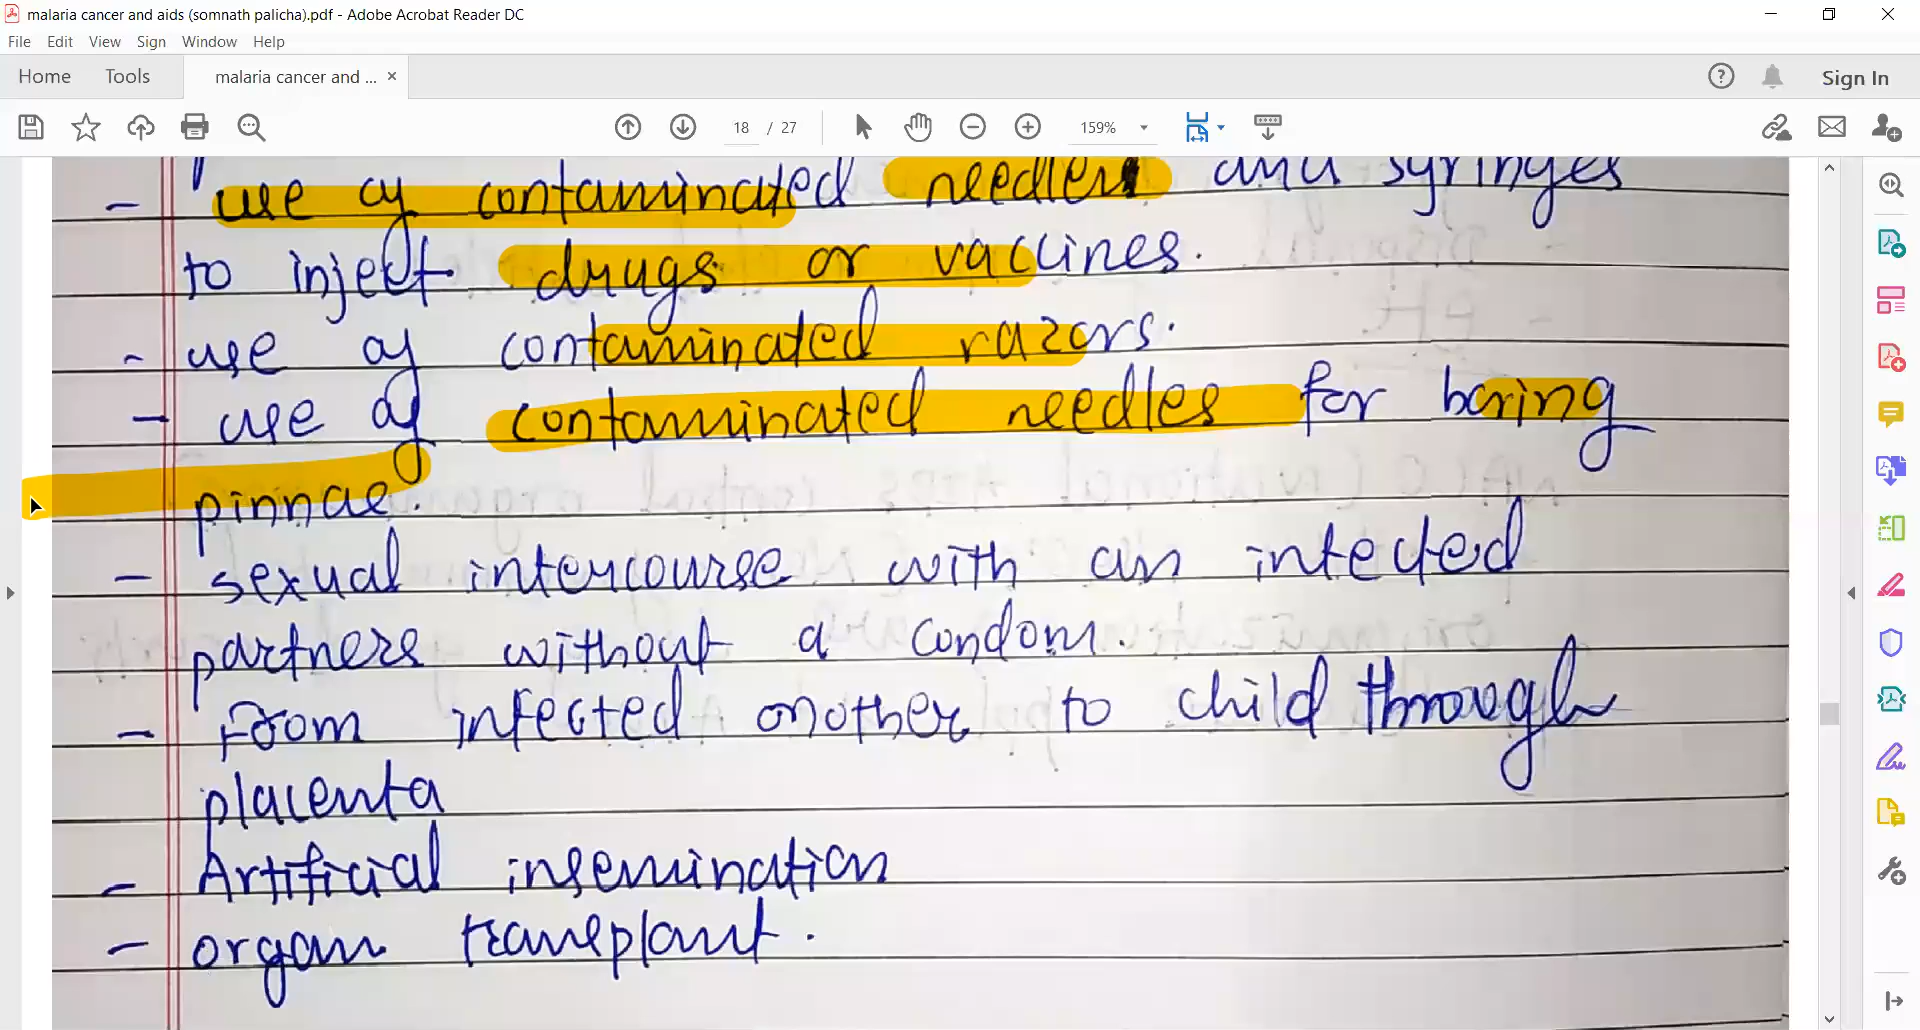 malaria cancer and aids (somnath palicha).pdf - Adobe Acrobat Reader DC
File Edit View Sign Window Help
Home Tools malaria cancer and ... × Sign In
18 / 27 159%
- use of contaminated needles and syringes
to inject drugs or vaccines.
- use of contaminated razors.
- use of contaminated needles for boring
pinnae.
- sexual intercourse with an infected
partners without a condom.
- From infected mother to child through
placenta
- Artificial insemination
- organ transplant.